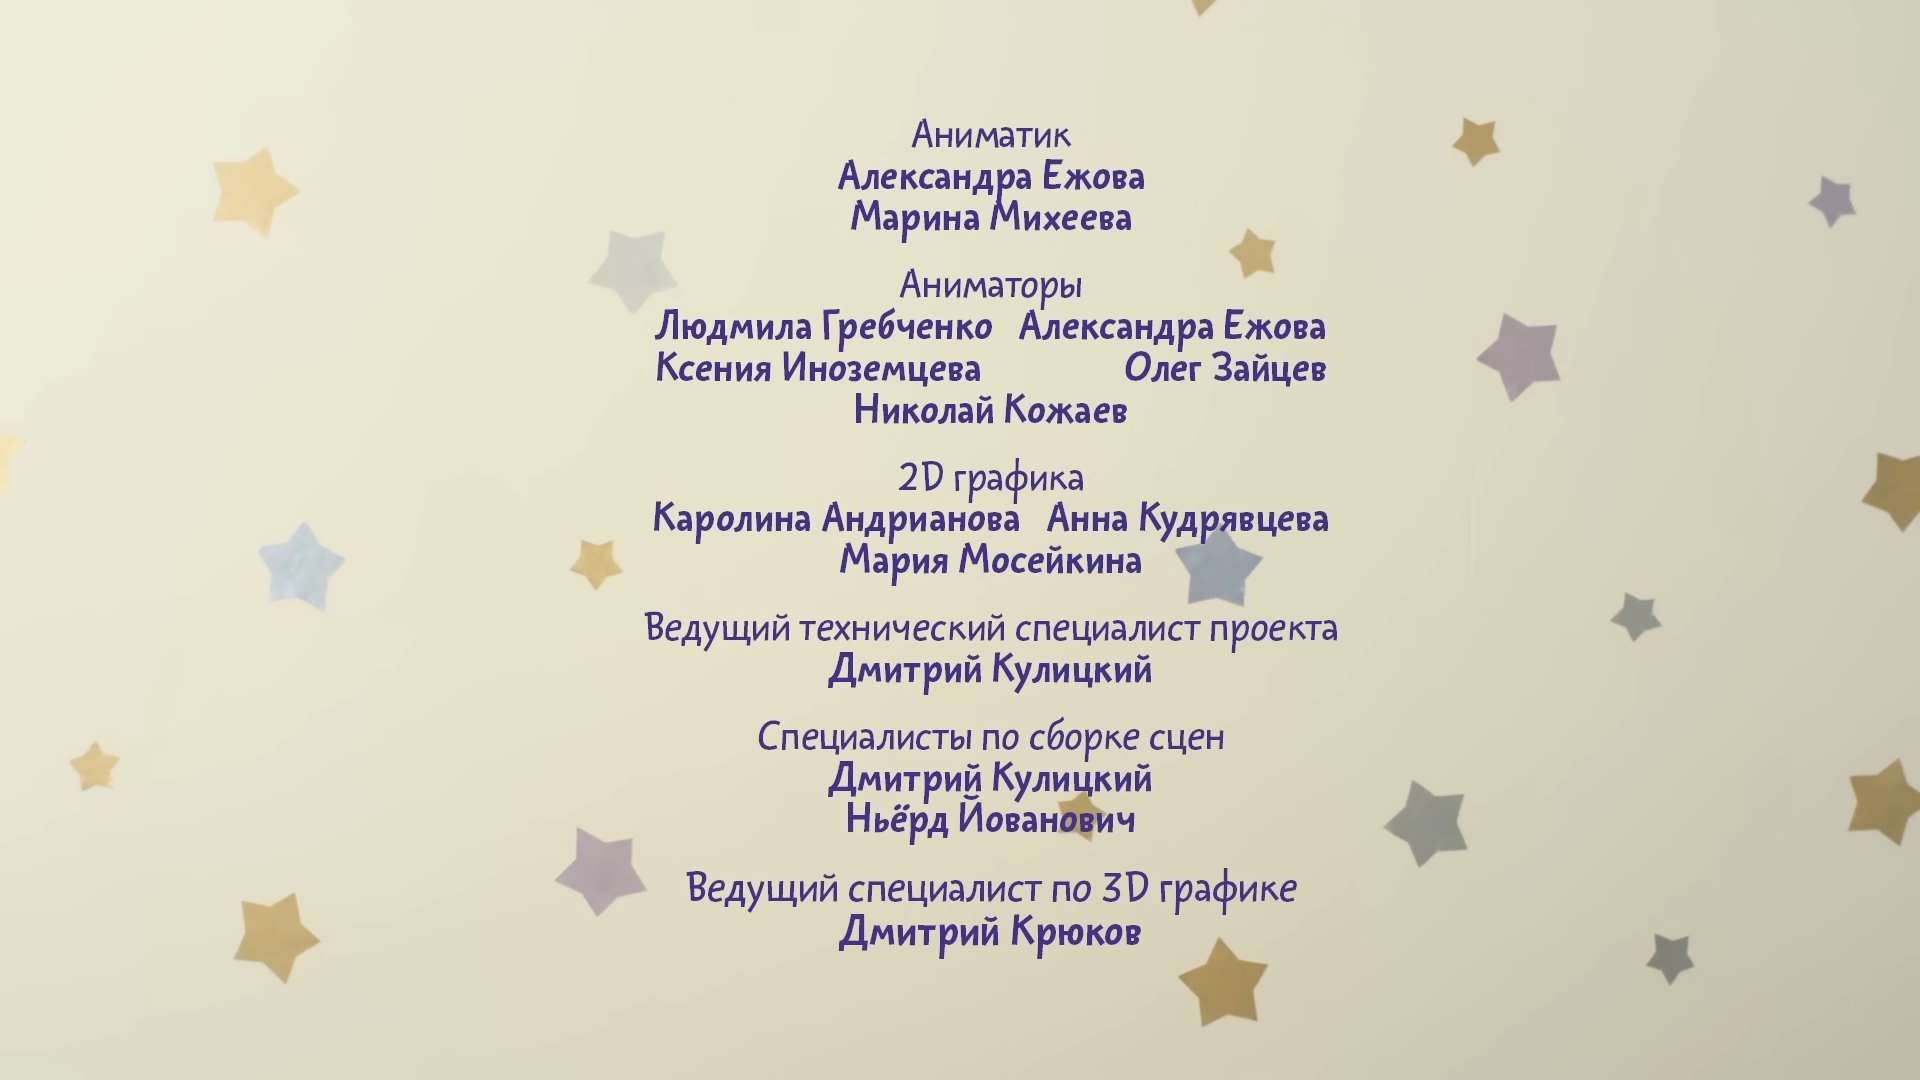 Аниматик
Александра Ежова
Марина Михеева
Аниматоры
Людмила Гребченко Александра Ежова
Ксения Иноземцева Олег Зайцев
Николай Кожаев
2D графика
Каролина Андрианова Анна Кудрявцева
Мария Мосейкина
Ведущий технический специалист проекта
Дмитрий Кулицкий
Специалисты по сборке сцен
Дмитрий Кулицкий
Ньёрд Йованович
Ведущий специалист по 3D графике
Дмитрий Крюков